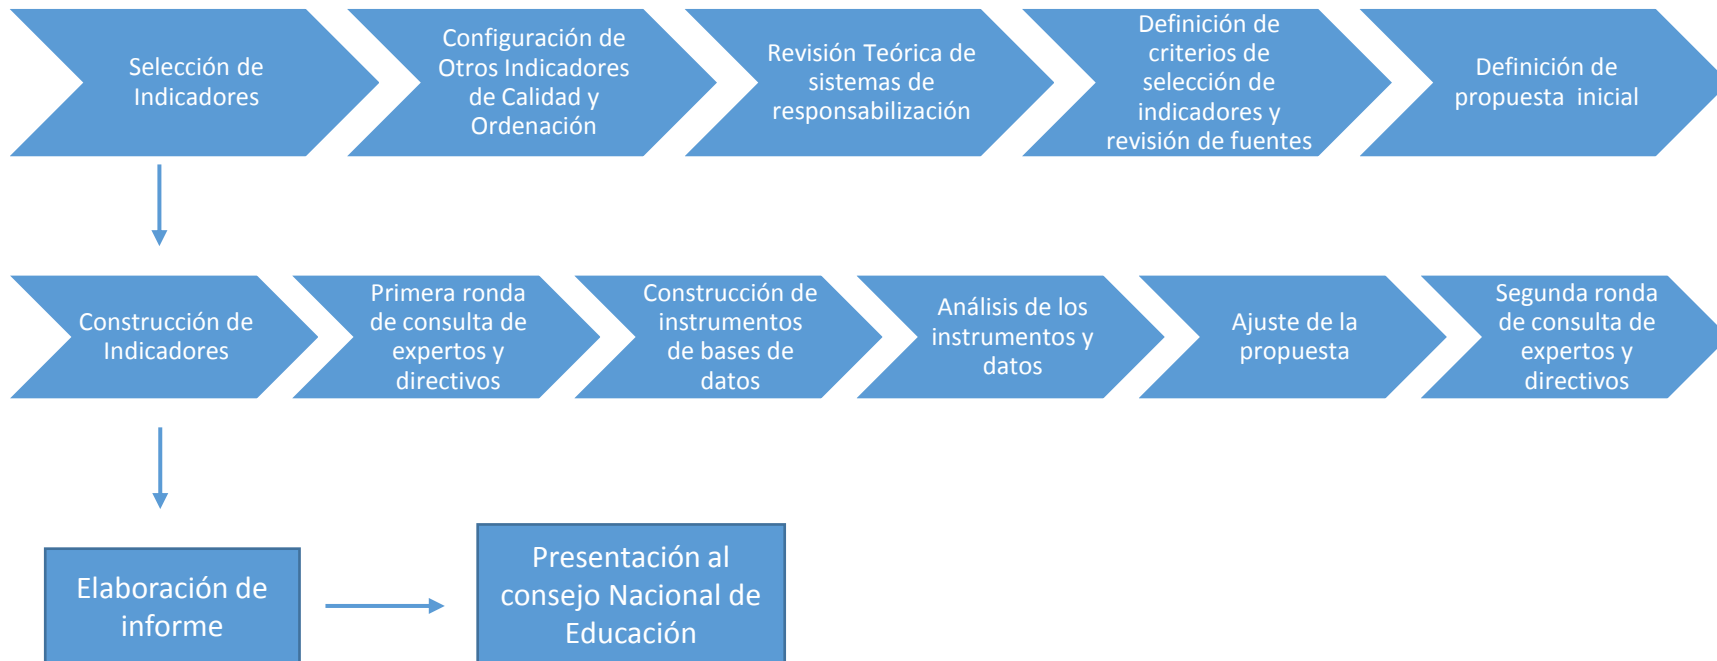 Selección de
Indicadores
Configuración de
Otros Indicadores
de Calidad y
Ordenación
Revisión Teórica de
sistemas de
responsabilización
Definición de
criterios de
selección de
indicadores y
revisión de fuentes
Definición de
propuesta inicial
Construcción de
Indicadores
Primera ronda
de consulta de
expertos y
directivos
Construcción de
instrumentos
de bases de
datos
Análisis de los
instrumentos y
datos
Ajuste de la
propuesta
Segunda ronda
de consulta de
expertos y
directivos
Elaboración de
informe
Presentación al
consejo Nacional de
Educación